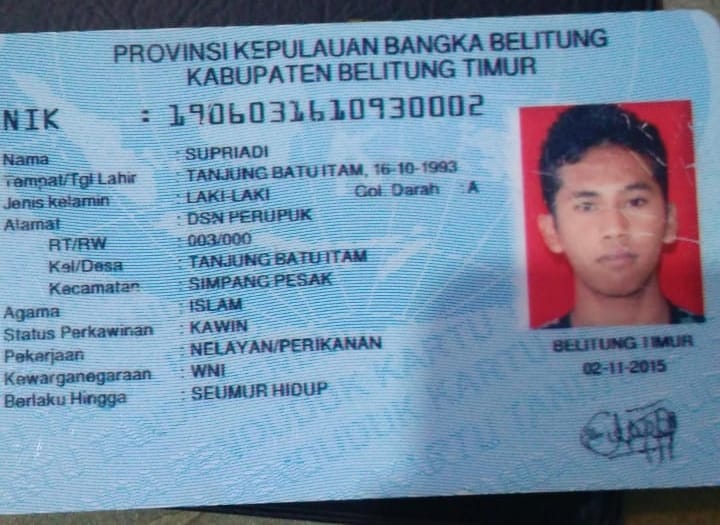 PROVINSI KEPULAUAN BANGKA BELITUNG
KABUPATEN BELITUNG TIMUR
NIK : 1906031610930002
Nama : SUPRIADI
Tempat/Tgl Lahir : TANJUNG BATU ITAM, 16-10-1993
Jenis kelamin : LAKI-LAKI Gol. Darah : A
Alamat : DSN PERUPUK
RT/RW : 003/000
Kel/Desa : TANJUNG BATU ITAM
Kecamatan : SIMPANG PESAK
Agama : ISLAM
Status Perkawinan : KAWIN
Pekerjaan : NELAYAN/PERIKANAN
Kewarganegaraan : WNI
Berlaku Hingga : SEUMUR HIDUP
BELITUNG TIMUR
02-11-2015